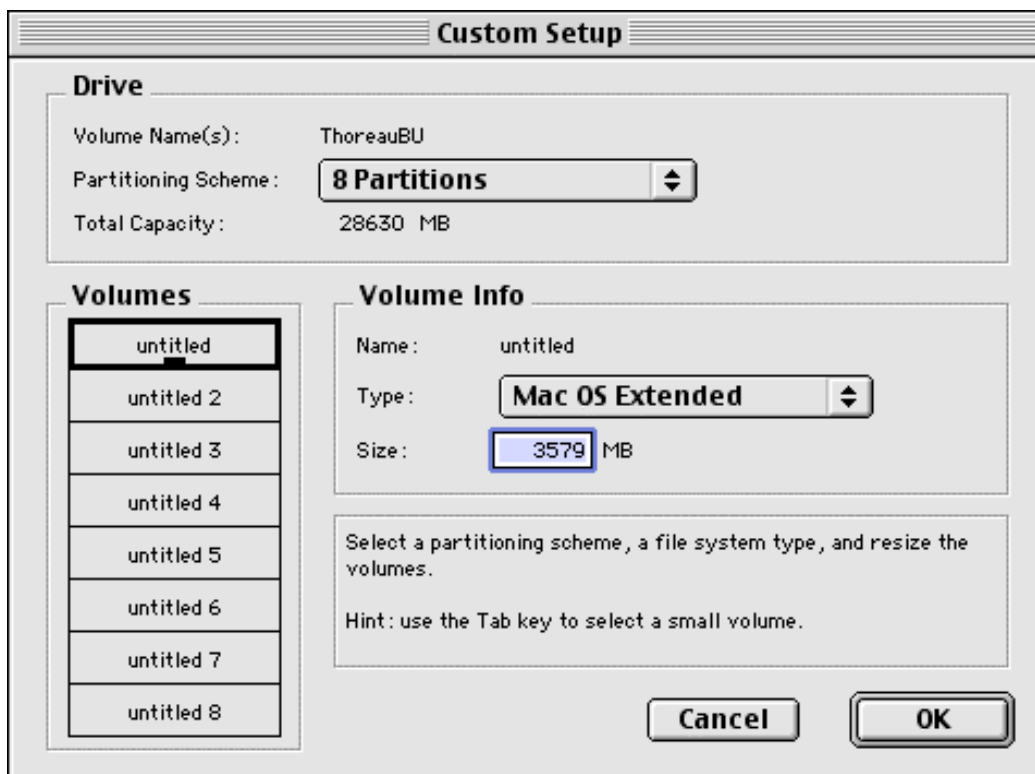 Custom Setup
Drive
Volume Name(s): ThoreauBU
Partitioning Scheme: 8 Partitions
Total Capacity: 28630 MB
Volumes
untitled
untitled 2
untitled 3
untitled 4
untitled 5
untitled 6
untitled 7
untitled 8
Volume Info
Name: untitled
Type: Mac OS Extended
Size: 3579 MB
Select a partitioning scheme, a file system type, and resize the
volumes.
Hint: use the Tab key to select a small volume.
Cancel OK